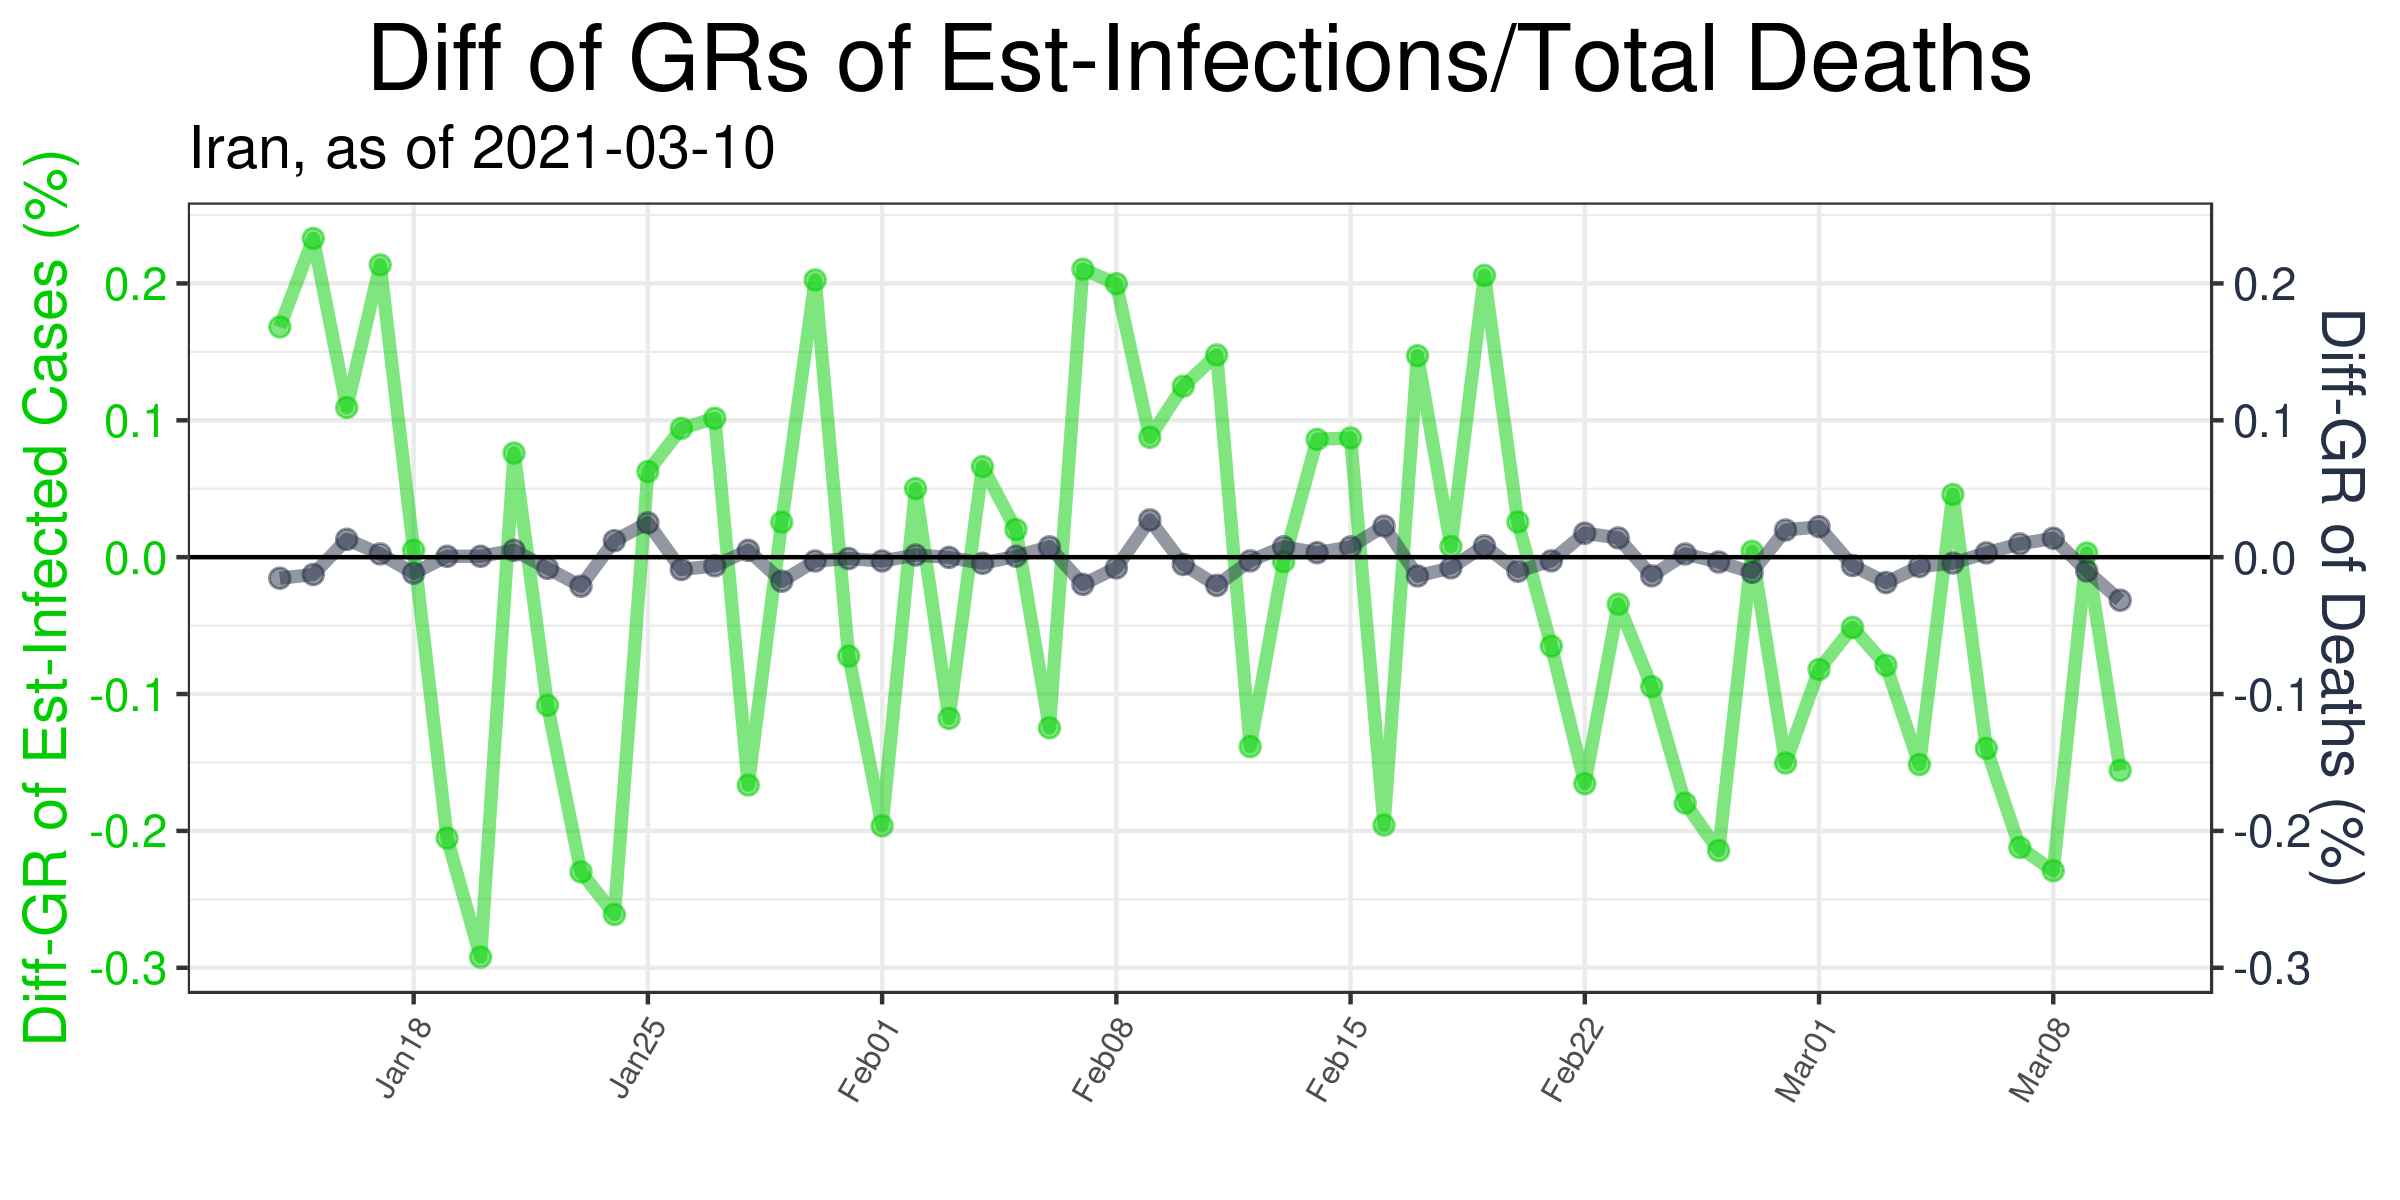 Diff of GRs of Est-Infections/Total Deaths
Iran, as of 2021-03-10
Diff-GR of Est-Infected Cases (%)
0.2
0.1
0.0
-0.1
-0.2
-0.3
0.2
0.1
0.0
-0.1
-0.2
-0.3
Diff-GR of Deaths (%)
Jan18
Jan25
Feb01
Feb08
Feb15
Feb22
Mar01
Mar08